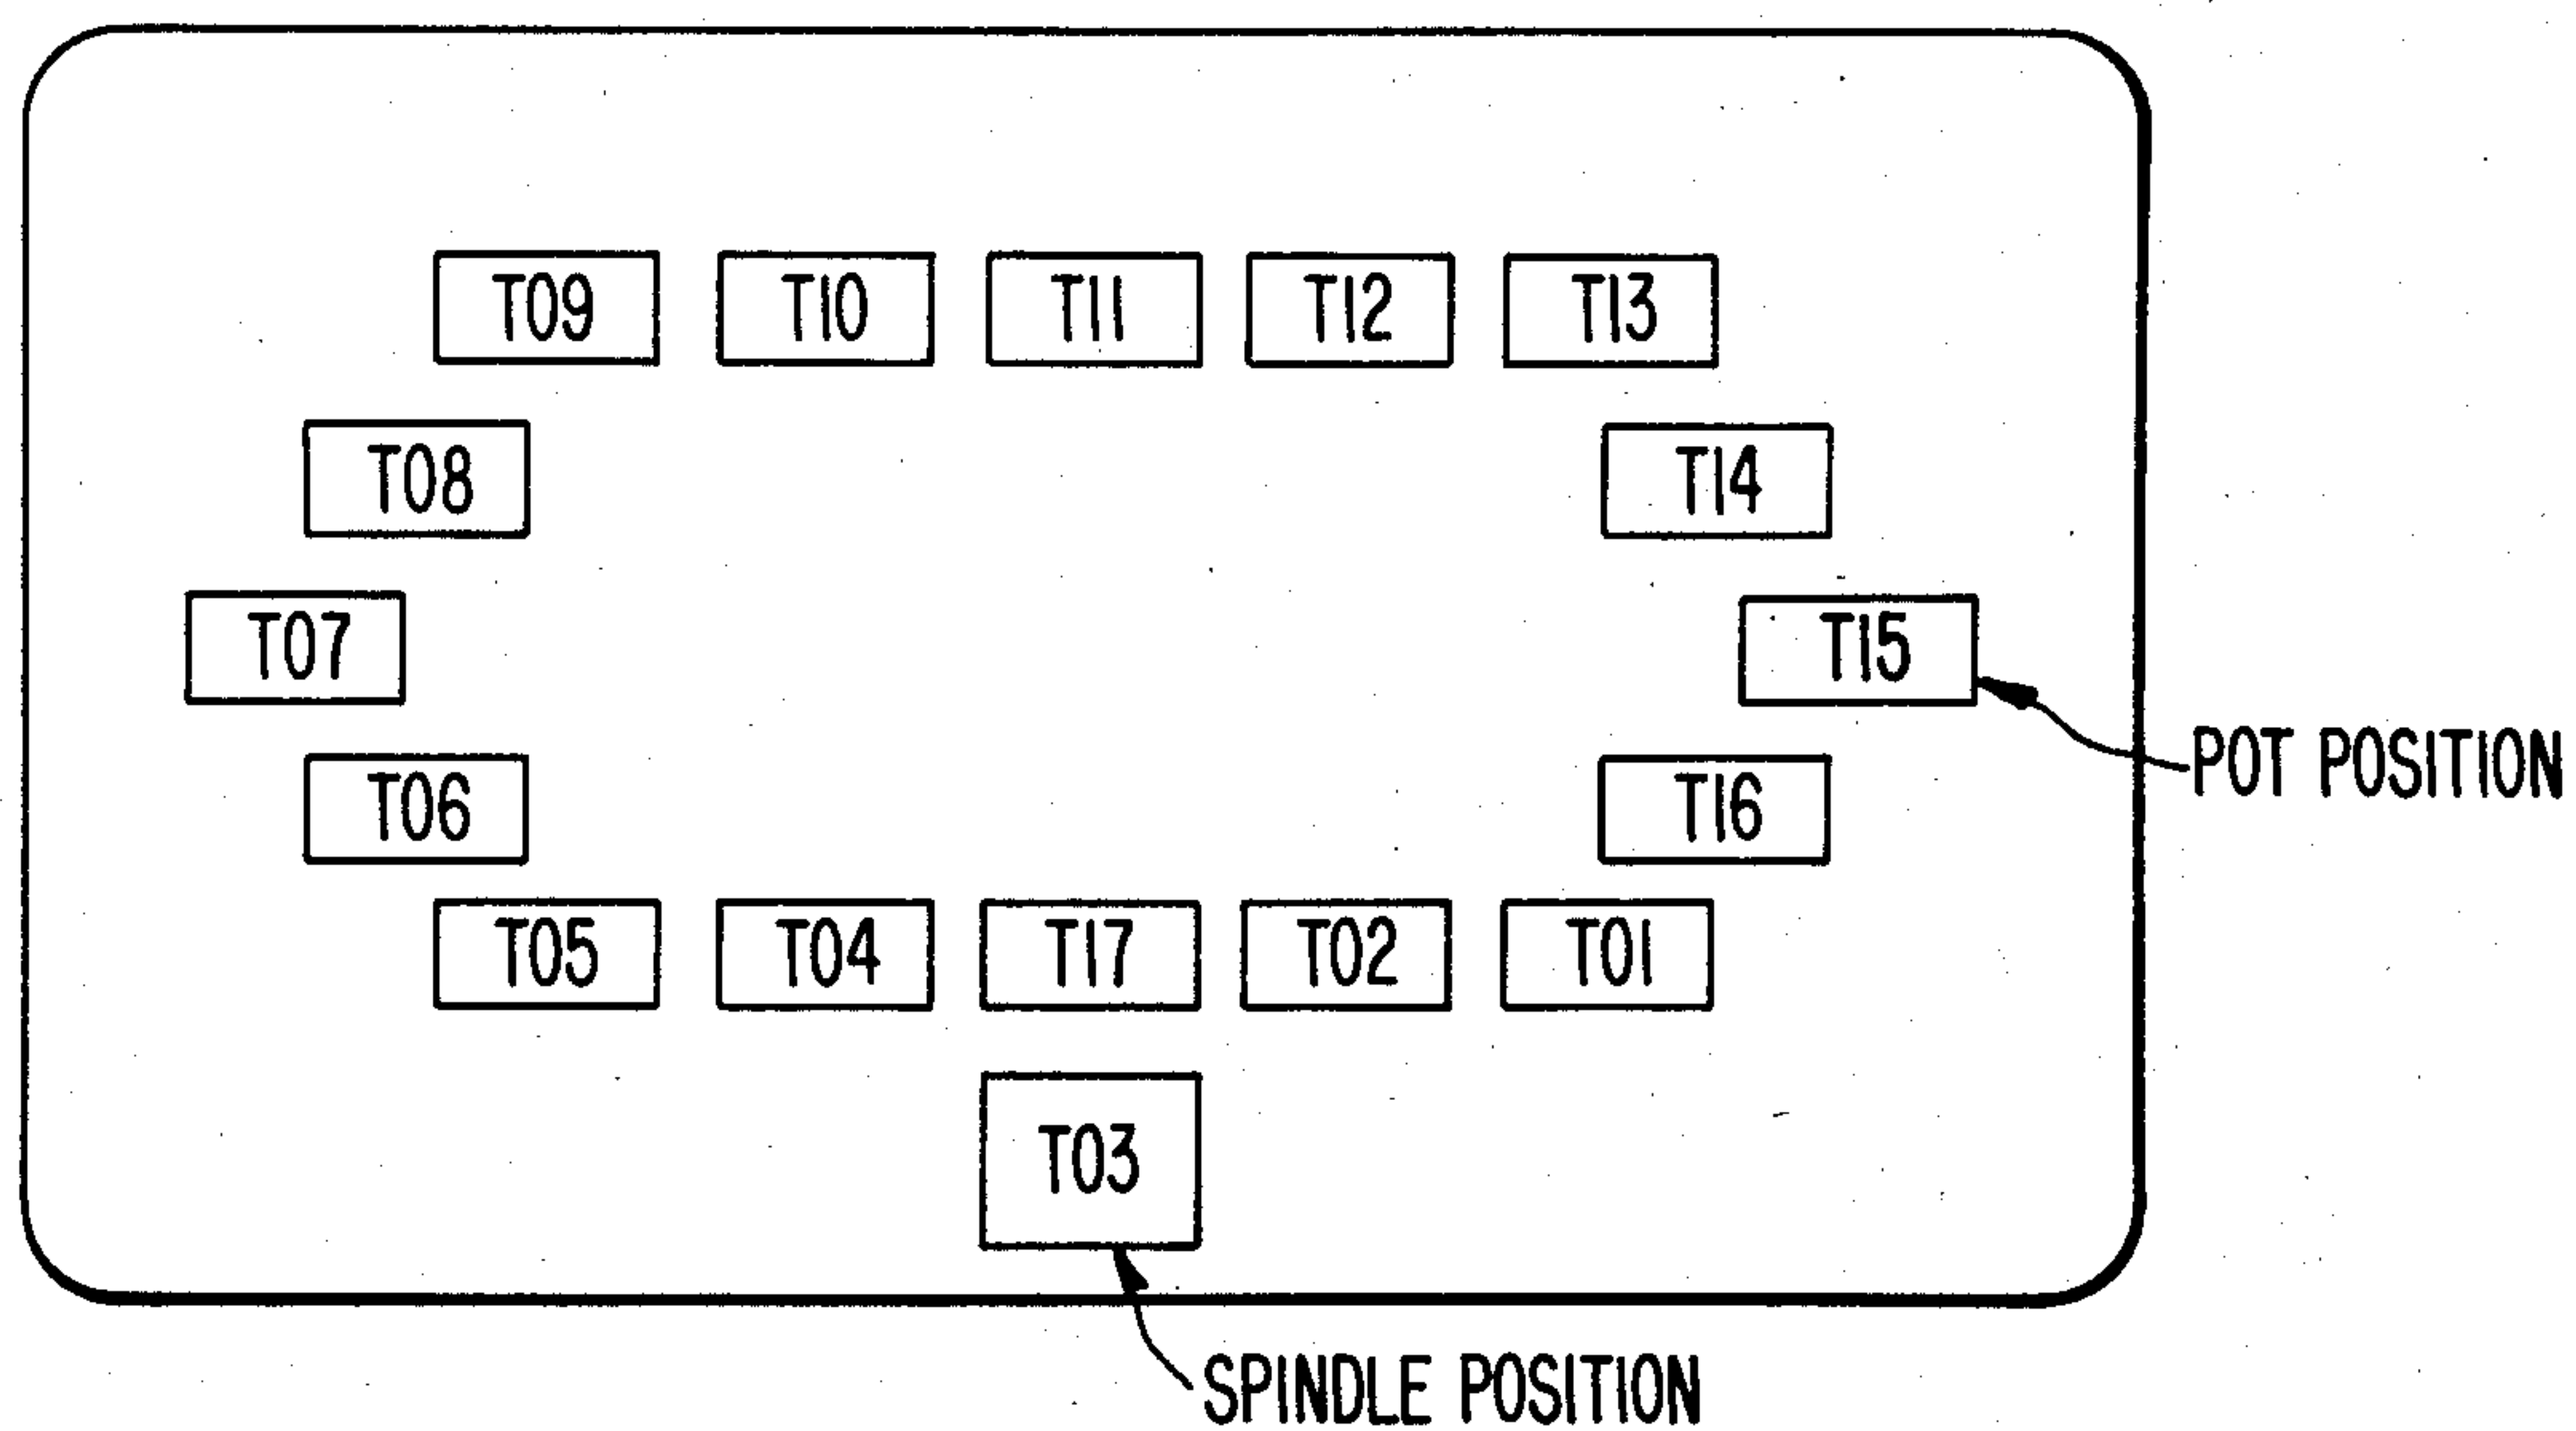 T09 T10 T11 T12 T13
T08 T14
T07 T15
POT POSITION
T06 T16
T05 T04 T17 T02 T01
T03
SPINDLE POSITION